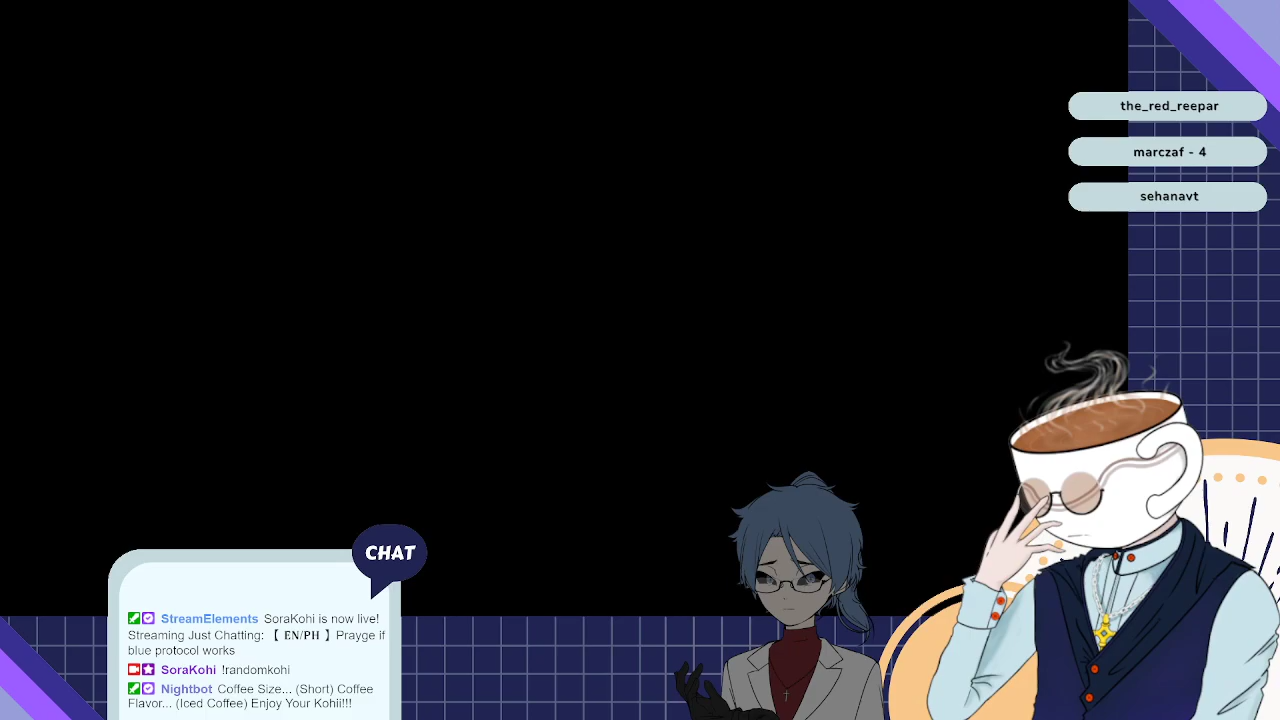 the_red_reepar
marczaf - 4
sehanavt
CHAT
StreamElements SoraKohi is now live!
Streaming Just Chatting: 【 EN/PH 】Prayge if
blue protocol works
SoraKohi !randomkohi
Nightbot Coffee Size... (Short) Coffee
Flavor... (Iced Coffee) Enjoy Your Kohii!!!